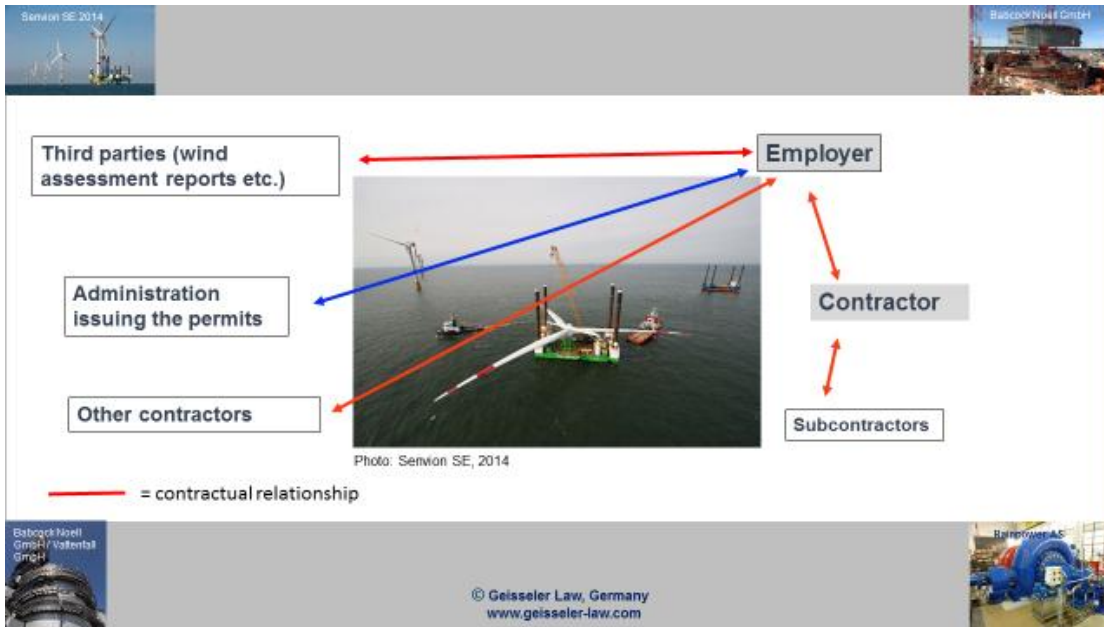 Senvion SE 2014
Babcock Noell GmbH
Third parties (wind
assessment reports etc.)
Employer
Administration
issuing the permits
Contractor
Other contractors
Subcontractors
Photo: Senvion SE, 2014
= contractual relationship
Babcock Noell
GmbH/ Vattenfall
GmbH
Rainpower AS
© Geisseler Law, Germany
www.geisseler-law.com